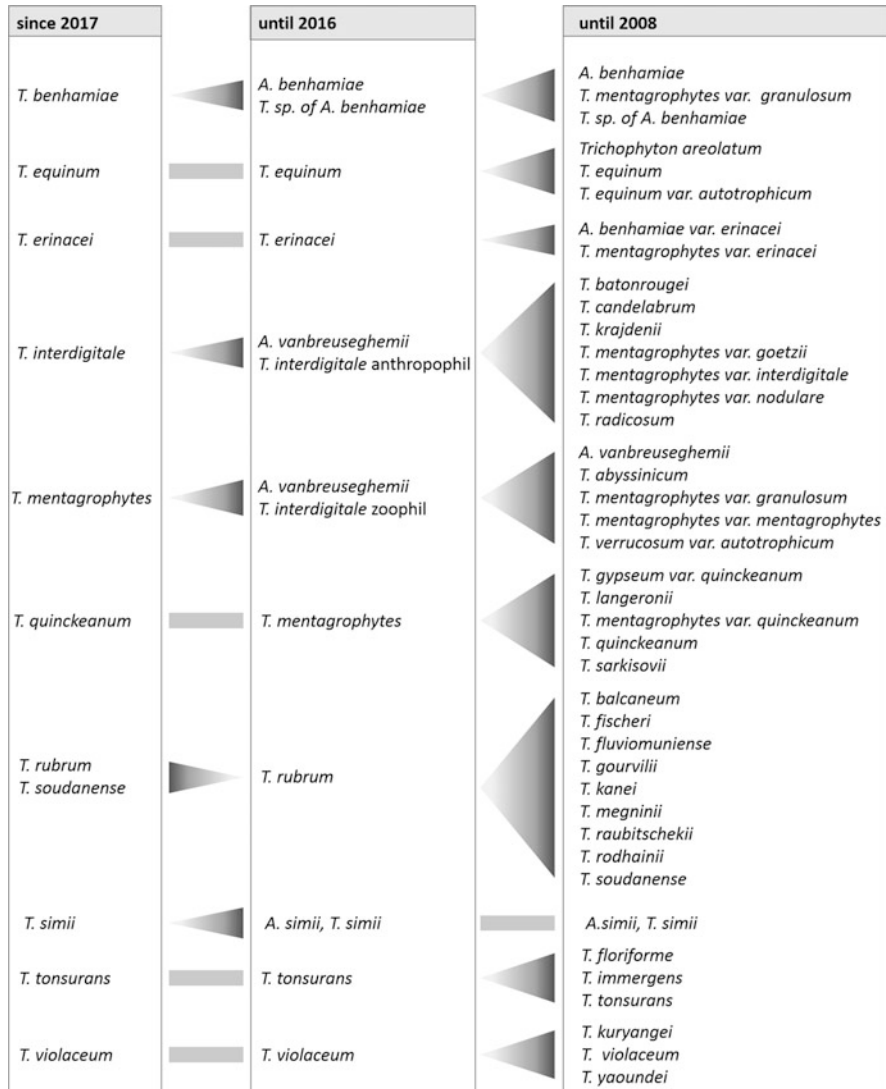 since 2017
until 2016
until 2008
T. benhamiae
A. benhamiae
T. sp. of A. benhamiae
A. benhamiae
T. mentagrophytes var. granulosum
T. sp. of A. benhamiae
T. equinum
T. equinum
Trichophyton areolatum
T. equinum
T. equinum var. autotrophicum
T. erinacei
T. erinacei
A. benhamiae var. erinacei
T. mentagrophytes var. erinacei
T. interdigitale
A. vanbreuseghemii
T. interdigitale anthropophil
T. batonrougei
T. candelabrum
T. krajdenii
T. mentagrophytes var. goetzii
T. mentagrophytes var. interdigitale
T. mentagrophytes var. nodulare
T. radicosum
T. mentagrophytes
A. vanbreuseghemii
T. interdigitale zoophil
A. vanbreuseghemii
T. abyssinicum
T. mentagrophytes var. granulosum
T. mentagrophytes var. mentagrophytes
T. verrucosum var. autotrophicum
T. quinckeanum
T. mentagrophytes
T. gypseum var. quinckeanum
T. langeronii
T. mentagrophytes var. quinckeanum
T. quinckeanum
T. sarkisovii
T. rubrum
T. soudanense
T. rubrum
T. balcaneum
T. fischeri
T. fluviomuniense
T. gourvilii
T. kanei
T. megninii
T. raubitschekii
T. rodhainii
T. soudanense
T. simii
A. simii, T. simii
A.simii, T. simii
T. tonsurans
T. tonsurans
T. floriforme
T. immergens
T. tonsurans
T. violaceum
T. violaceum
T. kuryangei
T. violaceum
T. yaoundei